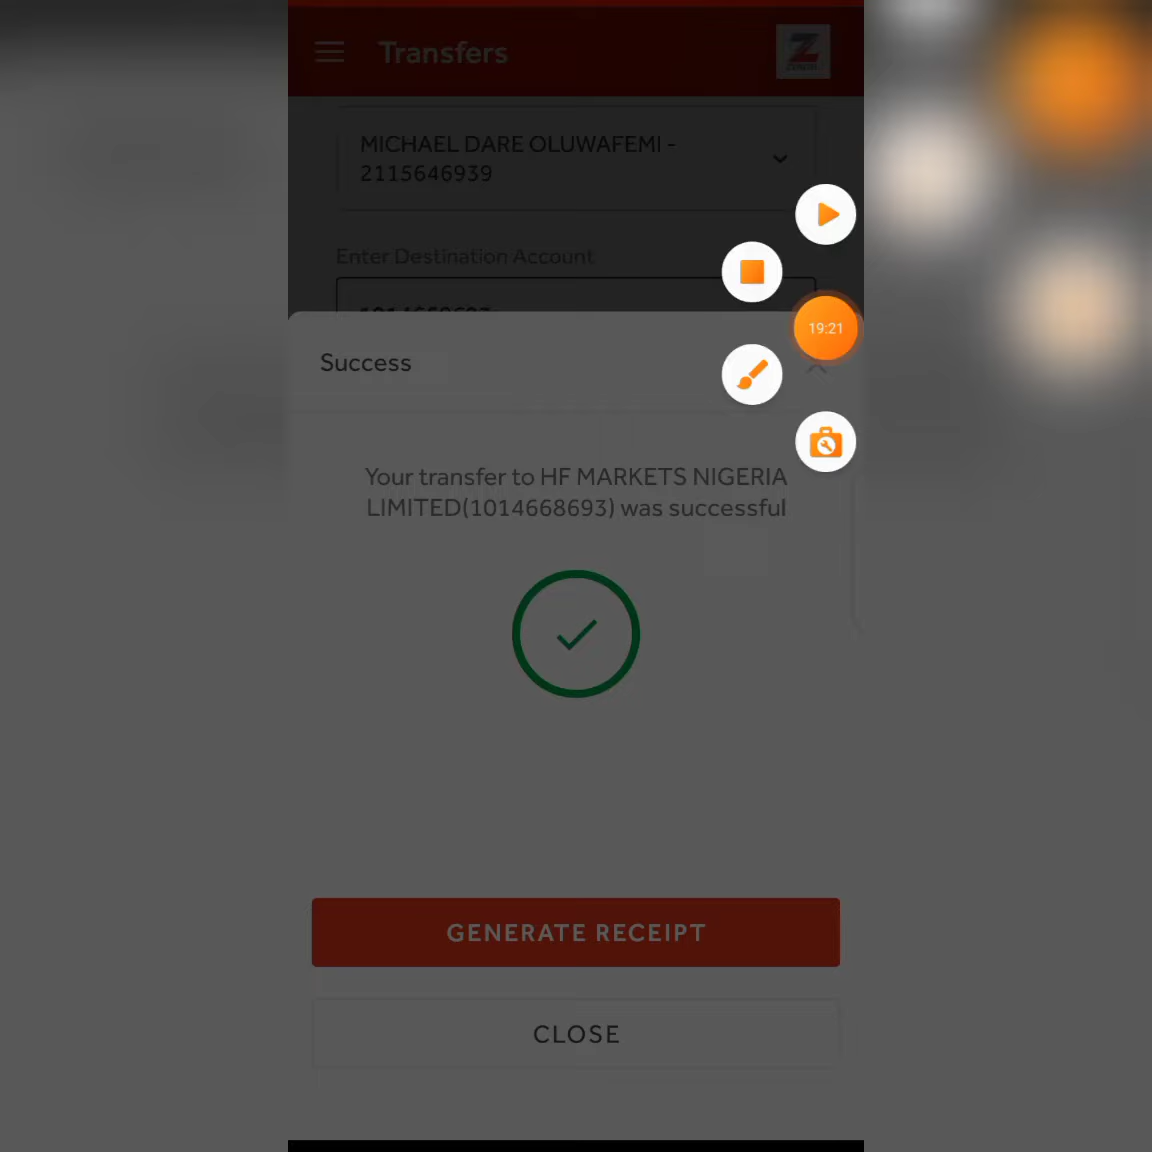 Transfers
ZENITH
MICHAEL DARE OLUWAFEMI -
2115646939
Enter Destination Account
19:21
Success
Your transfer to HF MARKETS NIGERIA
LIMITED(1014668693) was successful
GENERATE RECEIPT
CLOSE